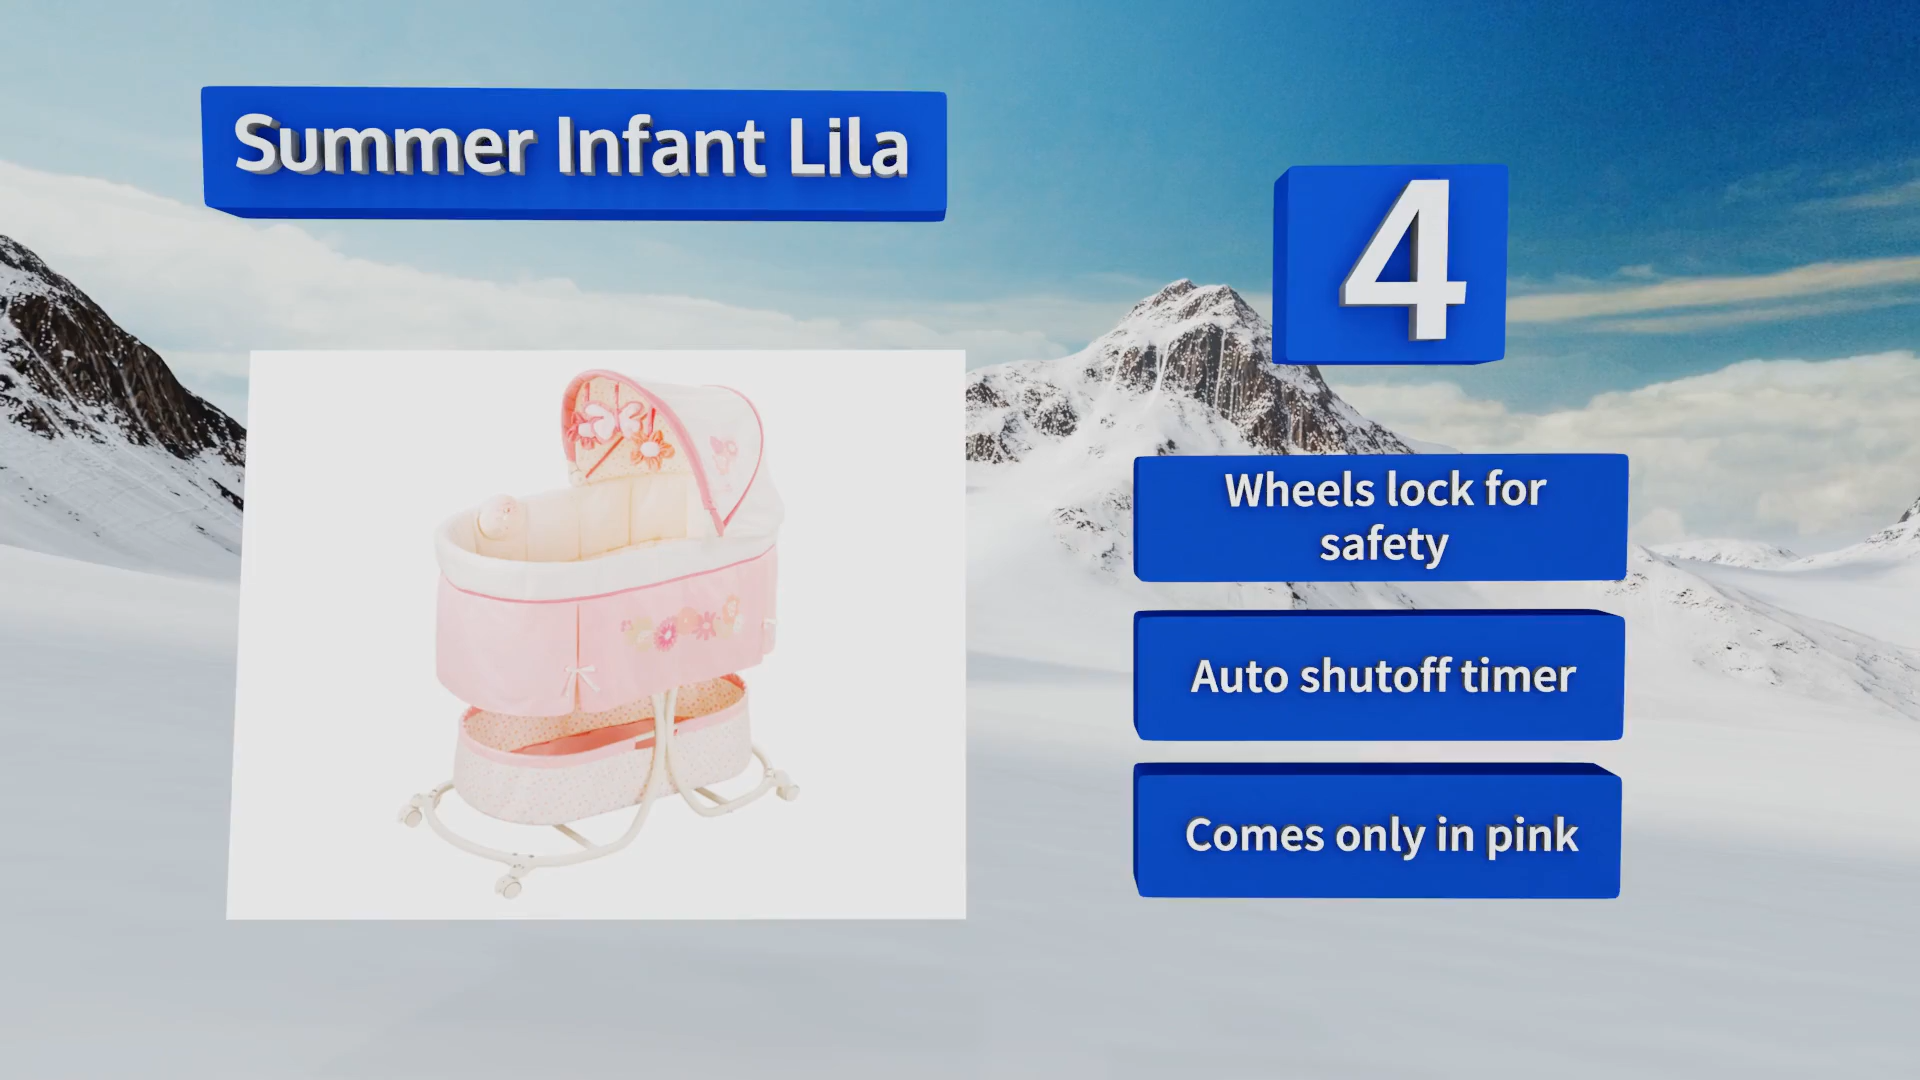 Summer Infant Lila
4
Wheels lock for
safety
Auto shutoff timer
Comes only in pink